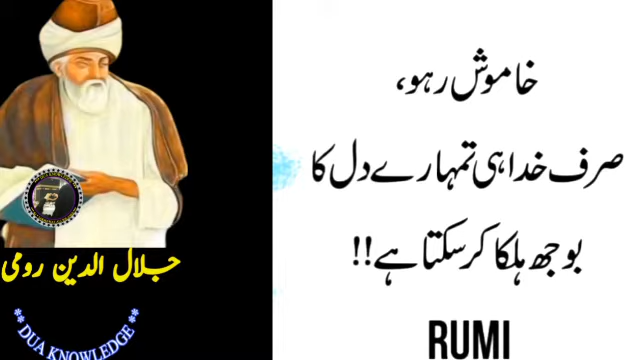 خاموش رہو،
صرف خدا ہی تمہارے دل کا
بوجھ ہلکا کر سکتا ہے!!
RUMI
جلال الدین رومی
** DUA KNOWLEDGE **